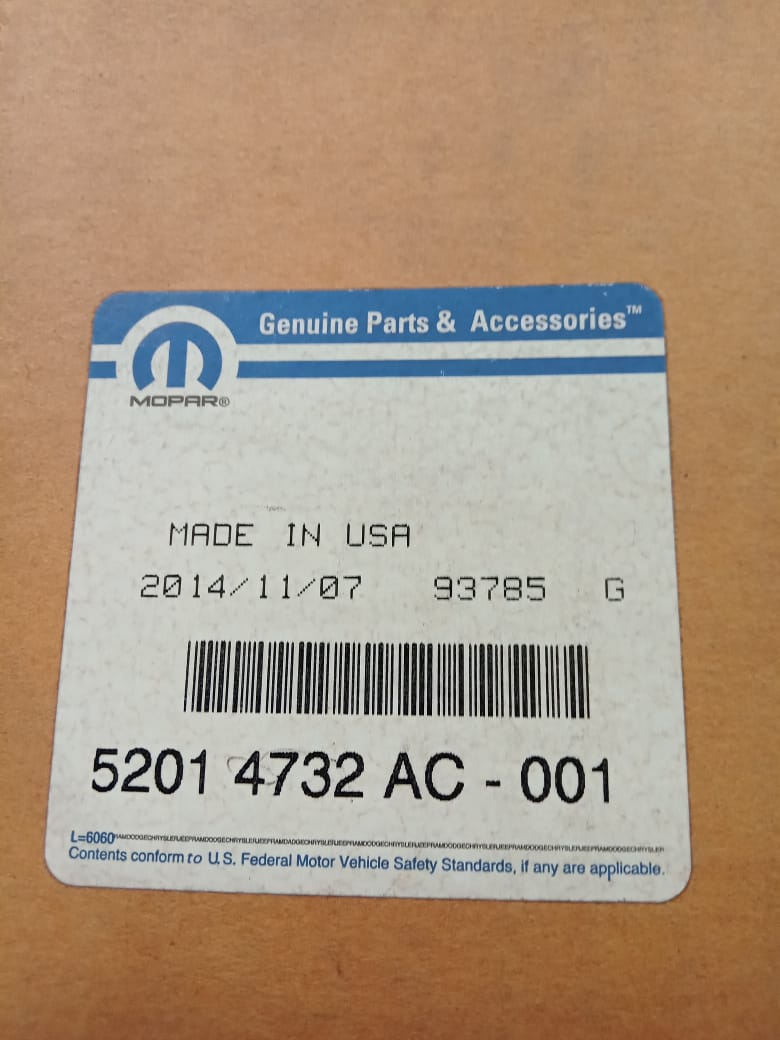 Genuine Parts & Accessories™
MOPAR®
MADE IN USA
2014/11/07 93785 G
5201 4732 AC - 001
L=6060
Contents conform to U.S. Federal Motor Vehicle Safety Standards, if any are applicable.